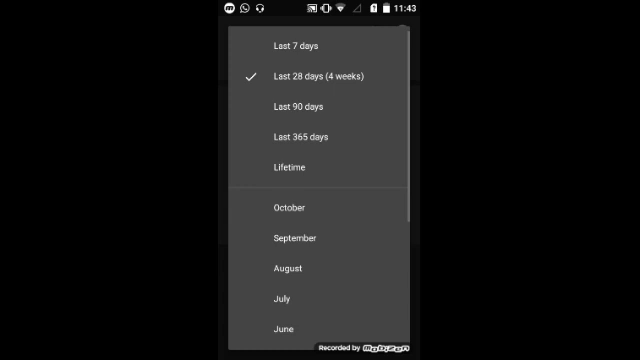 11:43
Last 7 days
Last 28 days (4 weeks)
Last 90 days
Last 365 days
Lifetime
October
September
August
July
June
Recorded by mobizen